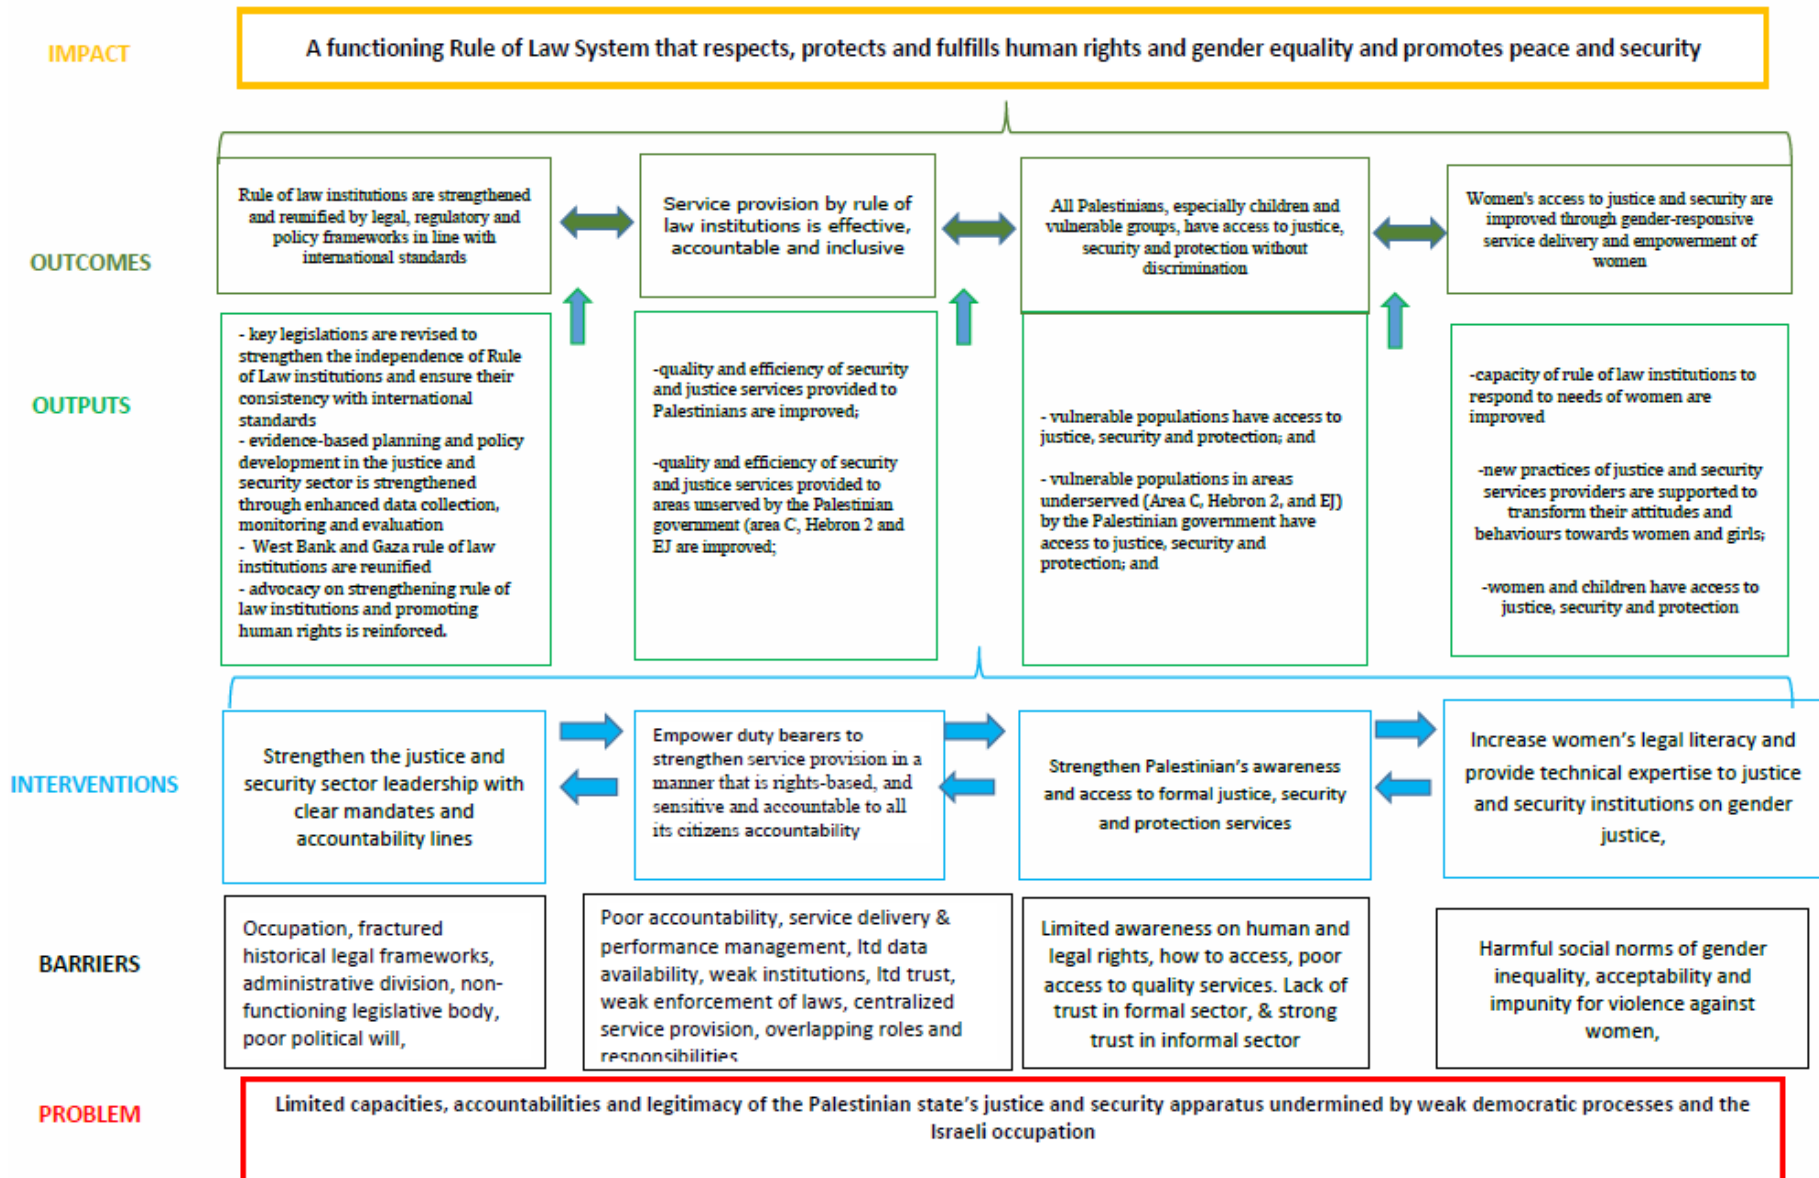 IMPACT
A functioning Rule of Law System that respects, protects and fulfills human rights and gender equality and promotes peace and security
OUTCOMES
Rule of law institutions are strengthened
and reunified by legal, regulatory and
policy frameworks in line with
international standards
Service provision by rule of
law institutions is effective,
accountable and inclusive
All Palestinians, especially children and
vulnerable groups, have access to justice,
security and protection without
discrimination
Women's access to justice and security are
improved through gender-responsive
service delivery and empowerment of
women
OUTPUTS
- key legislations are revised to
strengthen the independence of Rule
of Law institutions and ensure their
consistency with international
standards
- evidence-based planning and policy
development in the justice and
security sector is strengthened
through enhanced data collection,
monitoring and evaluation
- West Bank and Gaza rule of law
institutions are reunified
- advocacy on strengthening rule of
law institutions and promoting
human rights is reinforced.
-quality and efficiency of security
and justice services provided to
Palestinians are improved;
-quality and efficiency of security
and justice services provided to
areas unserved by the Palestinian
government (area C, Hebron 2 and
EJ are improved;
- vulnerable populations have access to
justice, security and protection; and
- vulnerable populations in areas
underserved (Area C, Hebron 2, and EJ)
by the Palestinian government have
access to justice, security and
protection; and
-capacity of rule of law institutions to
respond to needs of women are
improved
-new practices of justice and security
services providers are supported to
transform their attitudes and
behaviours towards women and girls;
-women and children have access to
justice, security and protection
INTERVENTIONS
Strengthen the justice and
security sector leadership with
clear mandates and
accountability lines
Empower duty bearers to
strengthen service provision in a
manner that is rights-based, and
sensitive and accountable to all
its citizens accountability
Strengthen Palestinian's awareness
and access to formal justice, security
and protection services
Increase women's legal literacy and
provide technical expertise to justice
and security institutions on gender
justice,
BARRIERS
Occupation, fractured
historical legal frameworks,
administrative division, non-
functioning legislative body,
poor political will,
Poor accountability, service delivery &
performance management, ltd data
availability, weak institutions, ltd trust,
weak enforcement of laws, centralized
service provision, overlapping roles and
responsibilities
Limited awareness on human and
legal rights, how to access, poor
access to quality services. Lack of
trust in formal sector, & strong
trust in informal sector
Harmful social norms of gender
inequality, acceptability and
impunity for violence against
women,
PROBLEM
Limited capacities, accountabilities and legitimacy of the Palestinian state's justice and security apparatus undermined by weak democratic processes and the
Israeli occupation